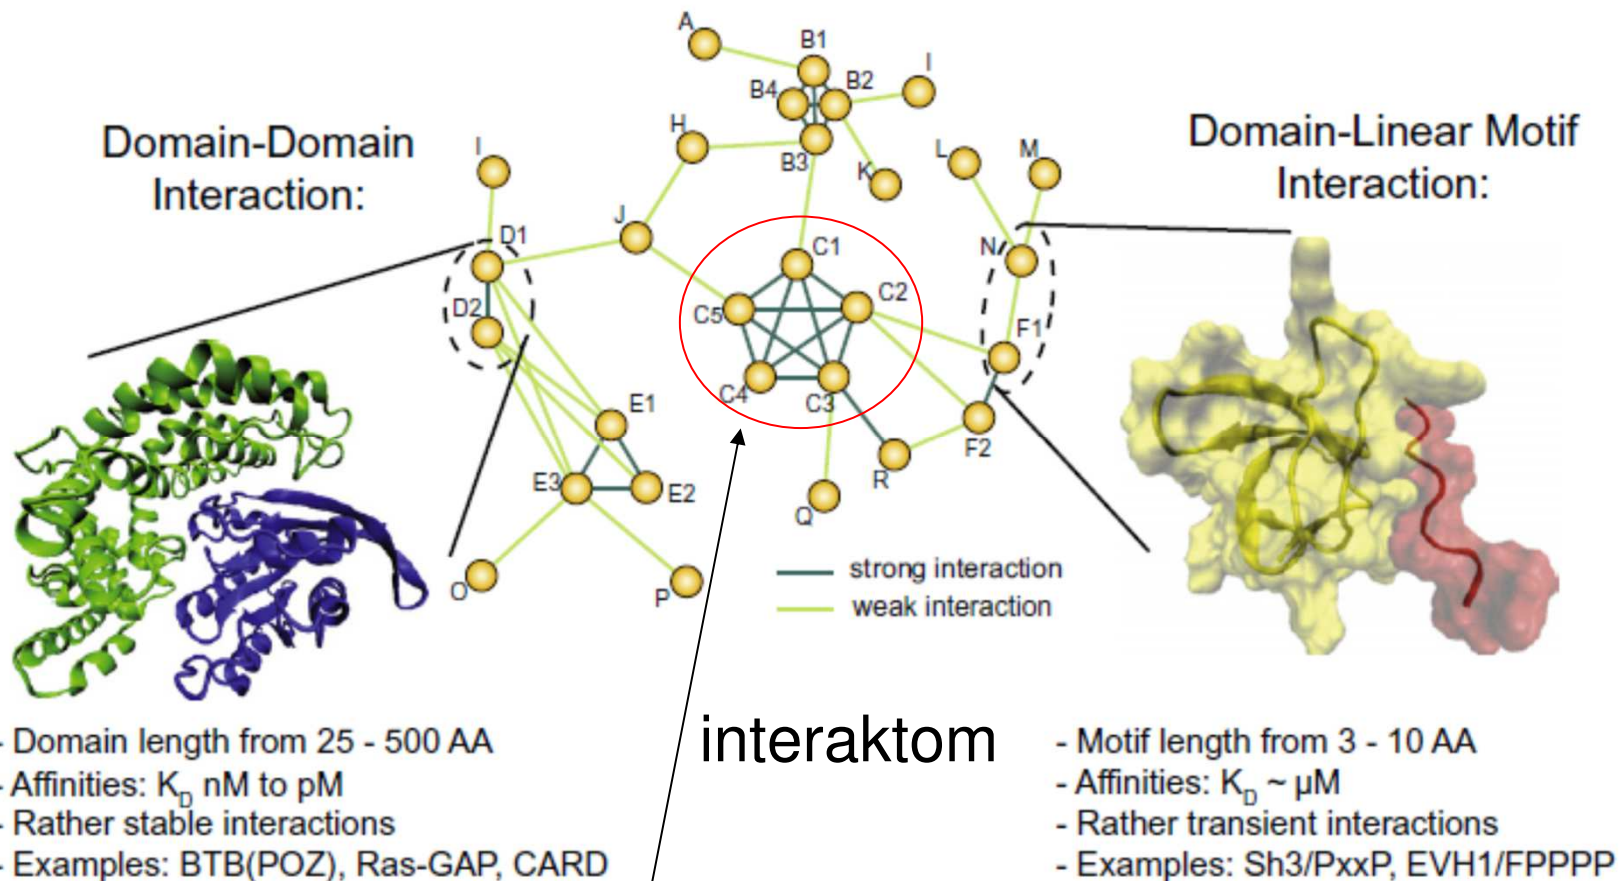 A
B1
I
B4
B2
H
Domain-Domain
Interaction:
I
B3
K
L
M
Domain-Linear Motif
Interaction:
J
D1
N
C1
C2
D2
C5
F1
C4
C3
E1
F2
R
E3
E2
Q
O
P
strong interaction
weak interaction
interaktom
- Domain length from 25 - 500 AA
- Affinities: KD nM to pM
- Rather stable interactions
- Examples: BTB(POZ), Ras-GAP, CARD
- Motif length from 3 - 10 AA
- Affinities: KD ~ µM
- Rather transient interactions
- Examples: Sh3/PxxP, EVH1/FPPPP